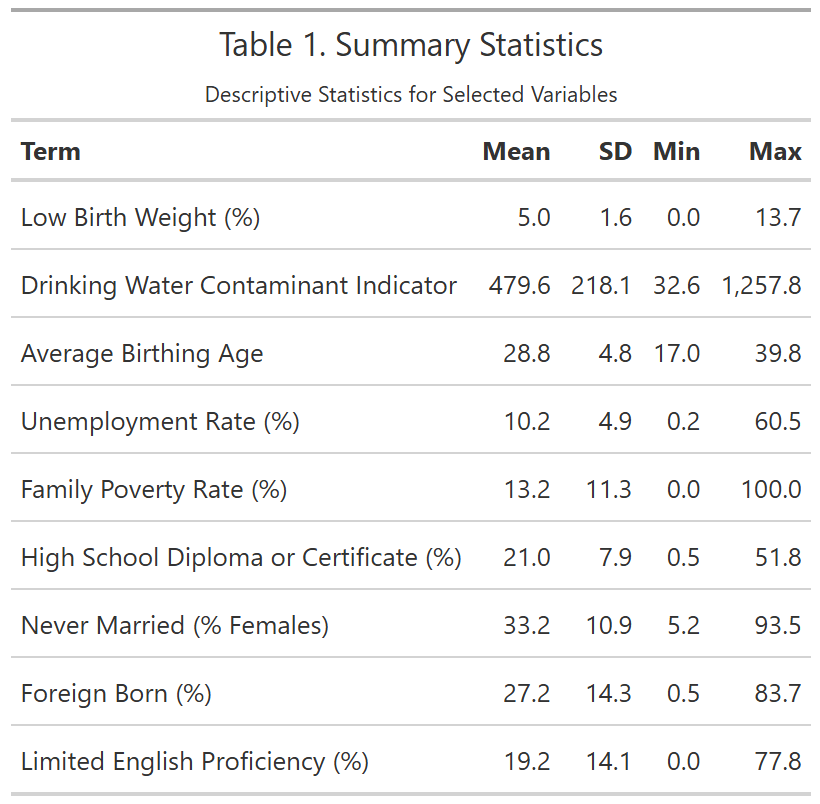 Table 1. Summary Statistics
Descriptive Statistics for Selected Variables
Term Mean SD Min Max
Low Birth Weight (%) 5.0 1.6 0.0 13.7
Drinking Water Contaminant Indicator 479.6 218.1 32.6 1,257.8
Average Birthing Age 28.8 4.8 17.0 39.8
Unemployment Rate (%) 10.2 4.9 0.2 60.5
Family Poverty Rate (%) 13.2 11.3 0.0 100.0
High School Diploma or Certificate (%) 21.0 7.9 0.5 51.8
Never Married (% Females) 33.2 10.9 5.2 93.5
Foreign Born (%) 27.2 14.3 0.5 83.7
Limited English Proficiency (%) 19.2 14.1 0.0 77.8